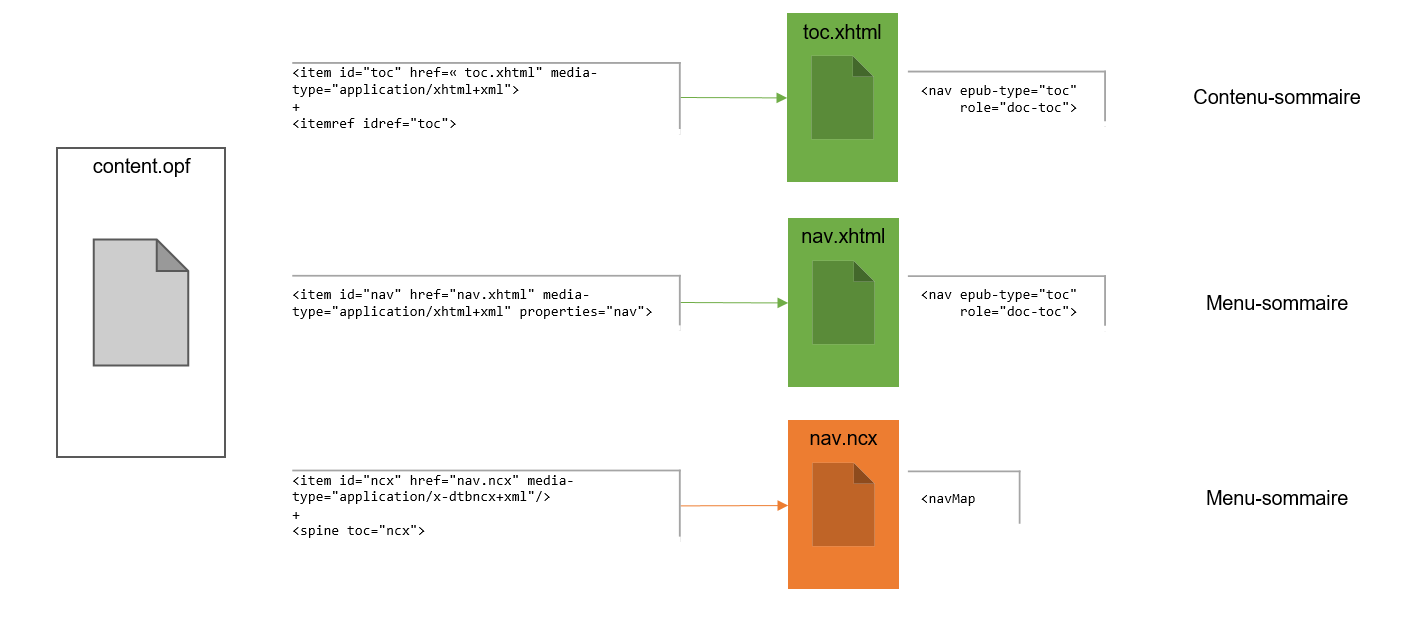 content.opf
<item id="toc" href=« toc.xhtml" media-
type="application/xhtml+xml">
+
<itemref idref="toc">
toc.xhtml
<nav epub-type="toc"
role="doc-toc">
Contenu-sommaire
<item id="nav" href="nav.xhtml" media-
type="application/xhtml+xml" properties="nav">
nav.xhtml
<nav epub-type="toc"
role="doc-toc">
Menu-sommaire
<item id="ncx" href="nav.ncx" media-
type="application/x-dtbncx+xml"/>
+
<spine toc="ncx">
nav.ncx
<navMap
Menu-sommaire